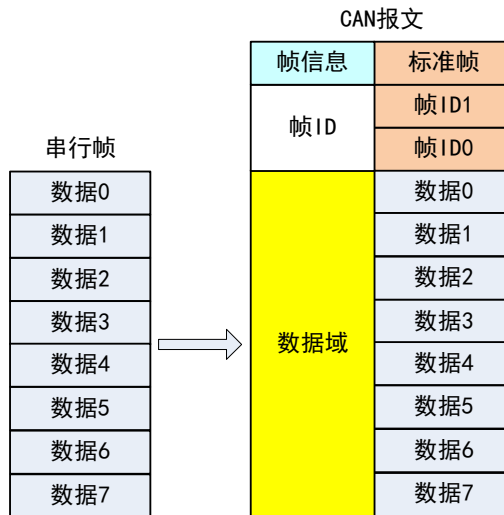 CAN报文
帧信息
标准帧
帧ID
帧ID1
帧ID0
串行帧
数据0
数据1
数据2
数据3
数据4
数据5
数据6
数据7
数据域
数据0
数据1
数据2
数据3
数据4
数据5
数据6
数据7